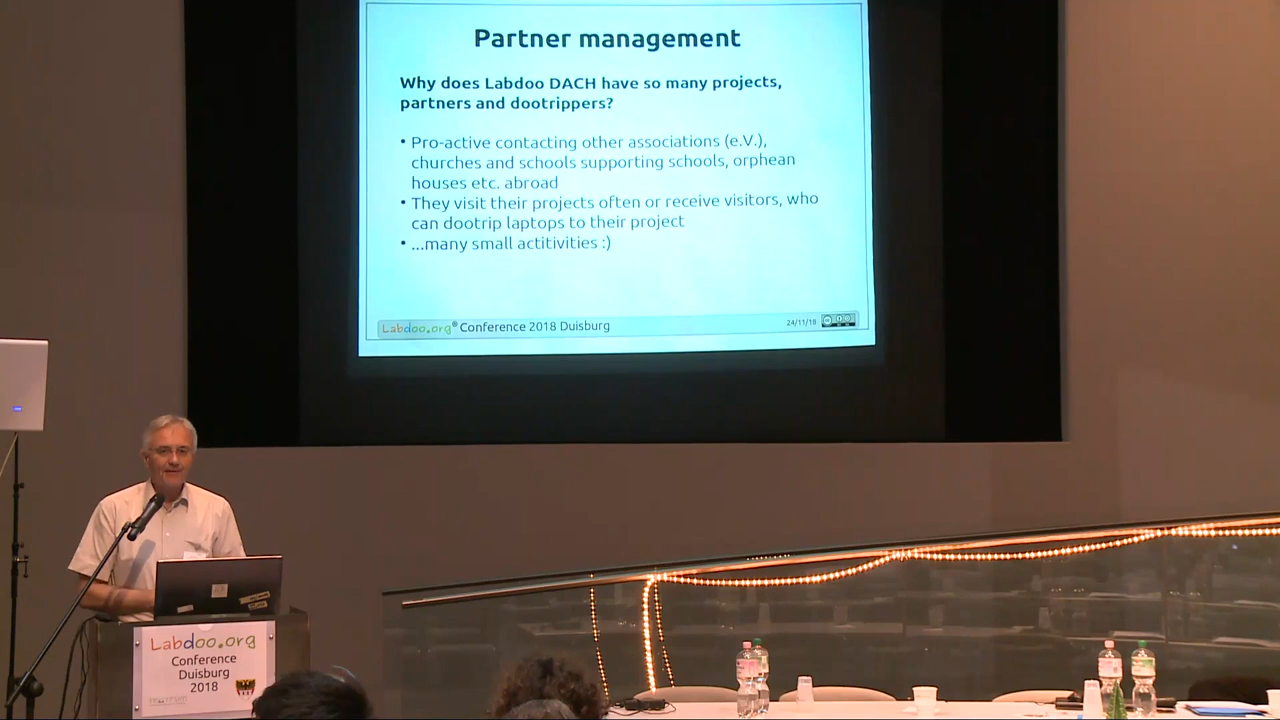 Partner management
Why does Labdoo DACH have so many projects,
partners and dootrippers?
• Pro-active contacting other associations (e.V.),
churches and schools supporting schools, orphean
houses etc. abroad
• They visit their projects often or receive visitors, who
can dootrip laptops to their project
• ...many small actitivities :)
Labdoo.org® Conference 2018 Duisburg
24/11/18
Labdoo.org
Conference
Duisburg
2018